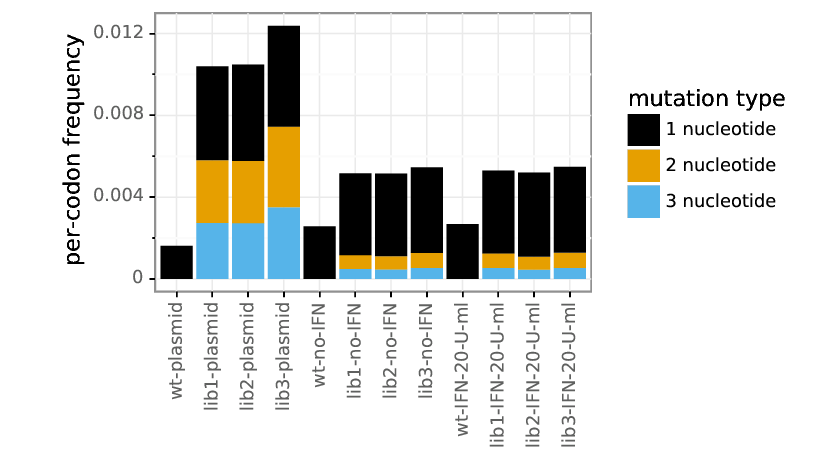 per-codon frequency
0.012
0.008
0.004
0
wt-plasmid
lib1-plasmid
lib2-plasmid
lib3-plasmid
wt-no-IFN
lib1-no-IFN
lib2-no-IFN
lib3-no-IFN
wt-IFN-20-U-ml
lib1-IFN-20-U-ml
lib2-IFN-20-U-ml
lib3-IFN-20-U-ml
mutation type
1 nucleotide
2 nucleotide
3 nucleotide